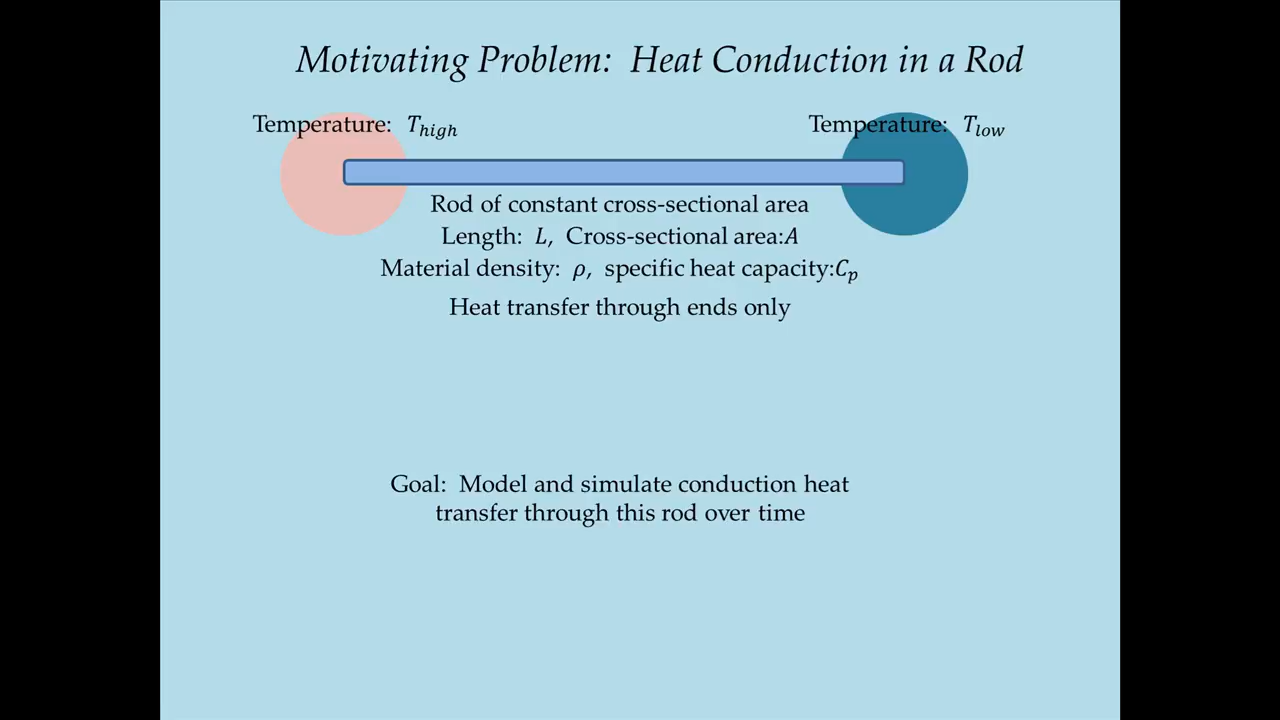 Motivating Problem: Heat Conduction in a Rod
Temperature: T_high
Temperature: T_low
Rod of constant cross-sectional area
Length: L, Cross-sectional area:A
Material density: ρ, specific heat capacity:C_p
Heat transfer through ends only
Goal: Model and simulate conduction heat
transfer through this rod over time